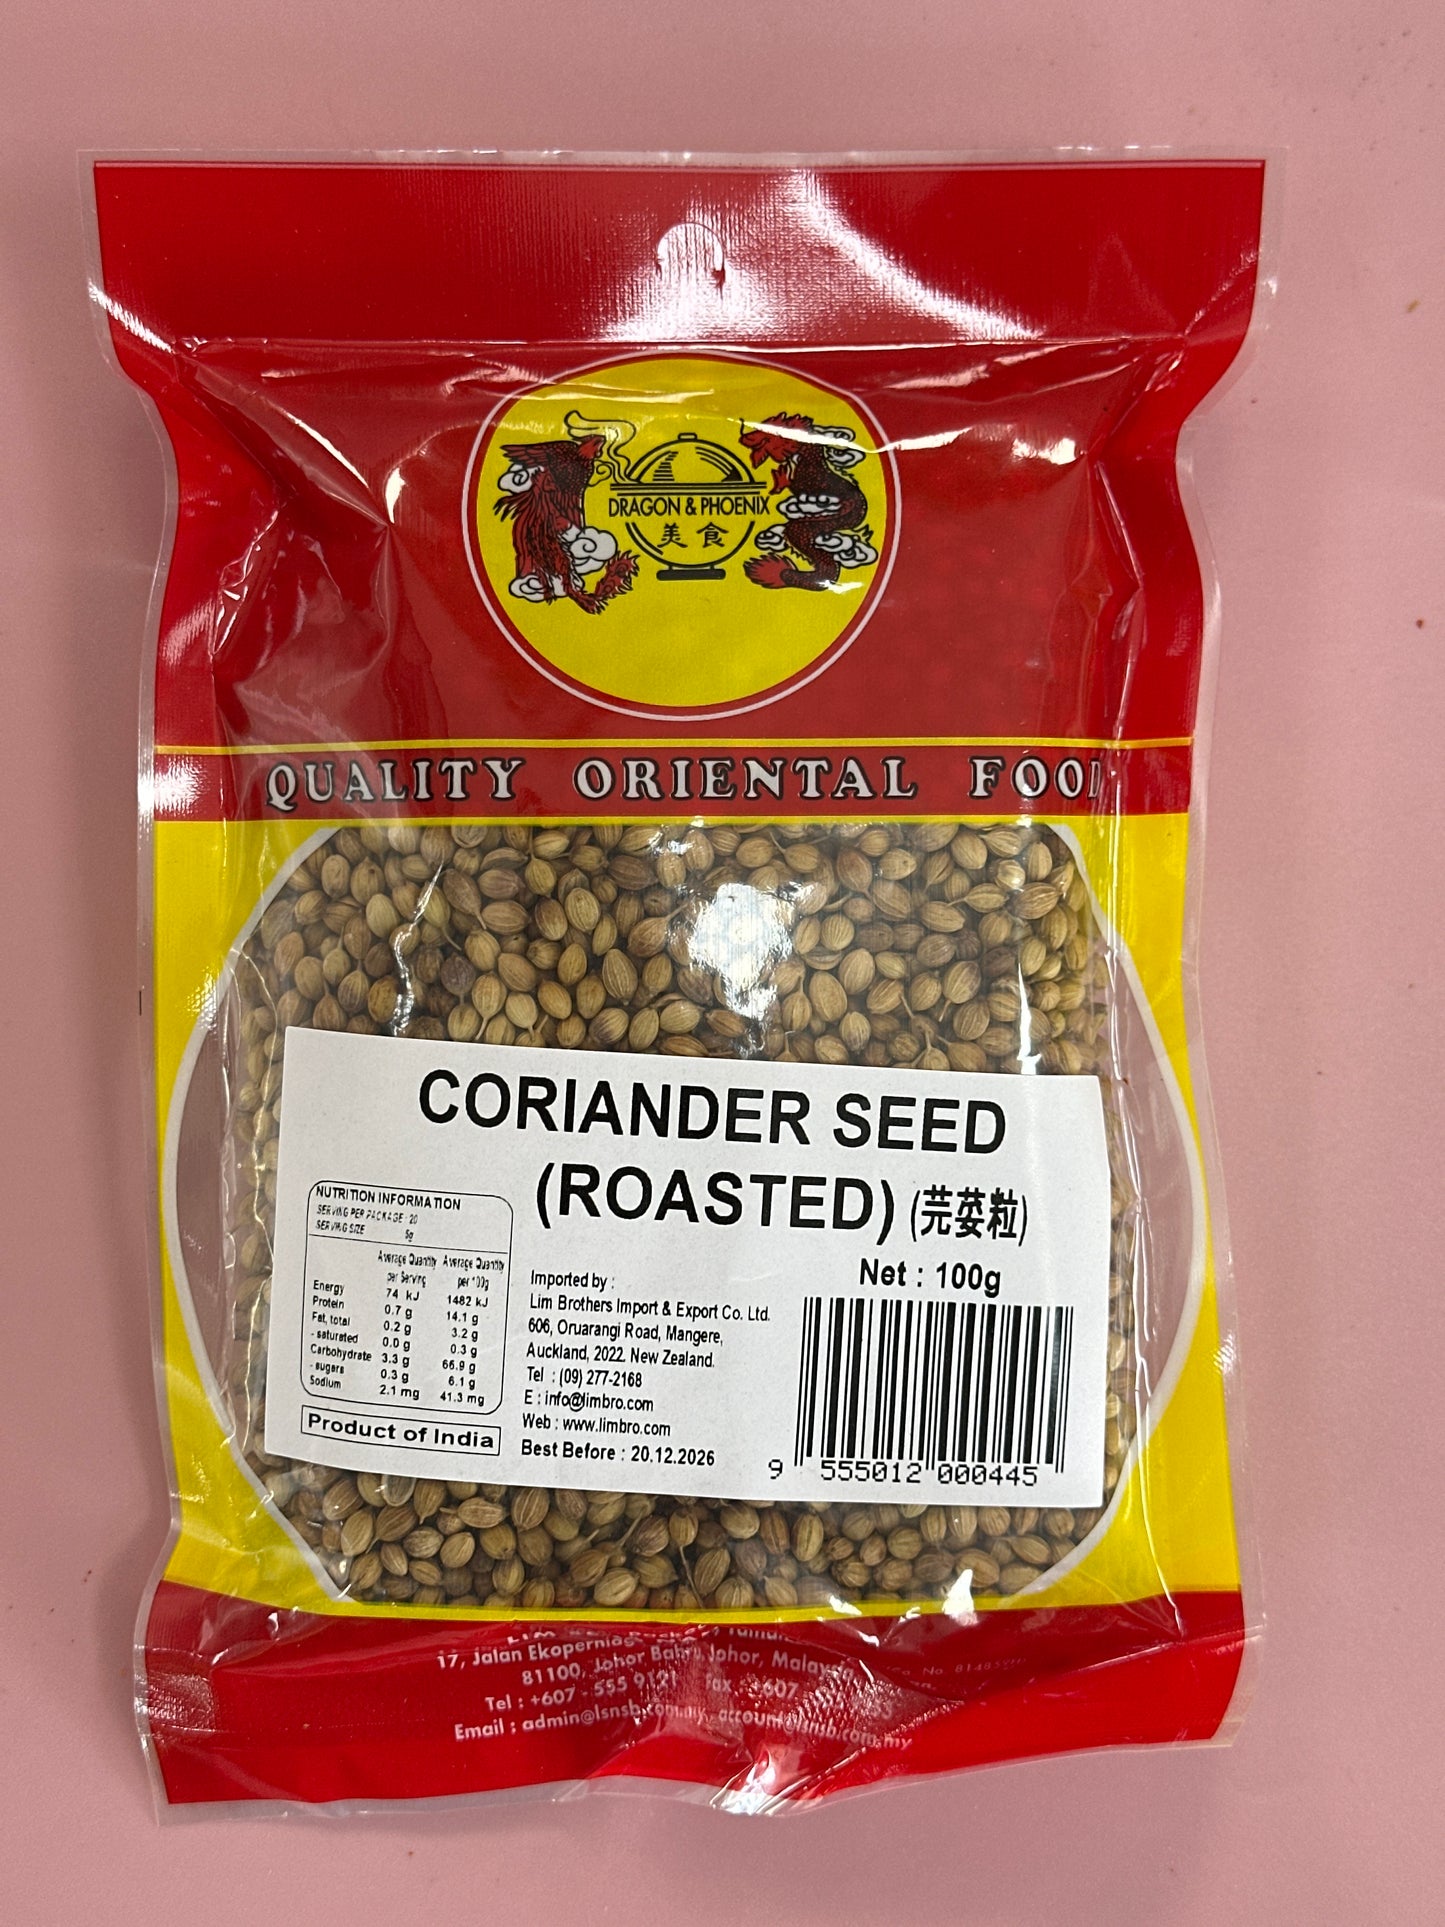 DRAGON & PHOENIX
美食
QUALITY ORIENTAL FOOD
CORIANDER SEED
(ROASTED) (芫荽粒)
Net : 100g
NUTRITION INFORMATION
SERVING PER PACKAGE : 20
SERVING SIZE 5g
Average Quantity Average Quantity
per Serving per 100g
Energy 74 kJ 1482 kJ
Protein 0.7 g 14.1 g
Fat, total 0.2 g 3.2 g
- saturated 0.0 g 0.3 g
Carbohydrate 3.3 g 66.9 g
- sugars 0.3 g 6.1 g
Sodium 2.1 mg 41.3 mg
Product of India
Imported by :
Lim Brothers Import & Export Co. Ltd.
606, Oruarangi Road, Mangere,
Auckland, 2022. New Zealand.
Tel : (09) 277-2168
E : info@limbro.com
Web : www.limbro.com
Best Before : 20.12.2026
9 555012 000445
17, Jalan
81100, Johor Bahru, Johor, Malaysia
Tel : +607 - 555 Fax : +607
Email : admin@lsnsb.com.my, account@lsnsb.com.my